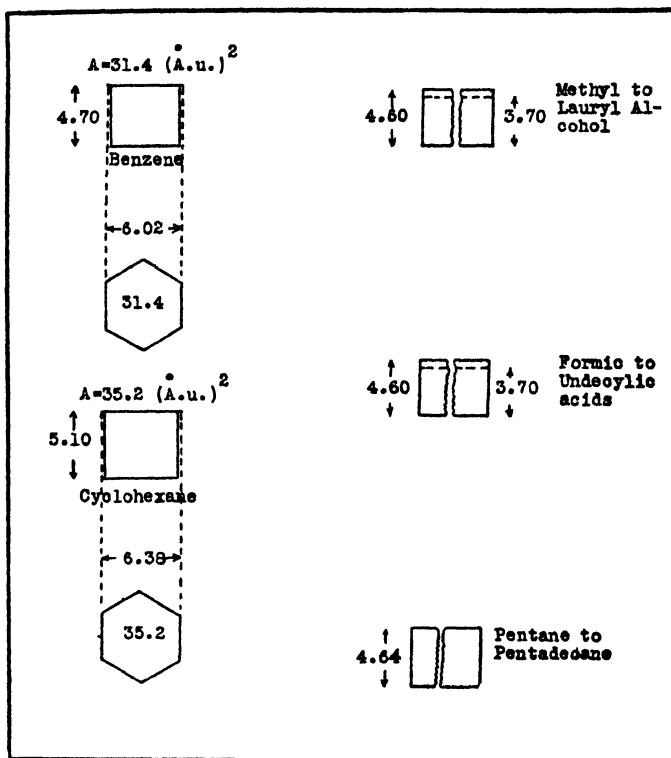 A=31.4 (Å.u.)²
4.70
Benzene
6.02
31.4
A=35.2 (Å.u.)²
5.10
Cyclohexane
6.38
35.2
4.60
3.70
Methyl to
Lauryl Al-
cohol
4.60
3.70
Formic to
Undecylic
acids
4.64
Pentane to
Pentadecane